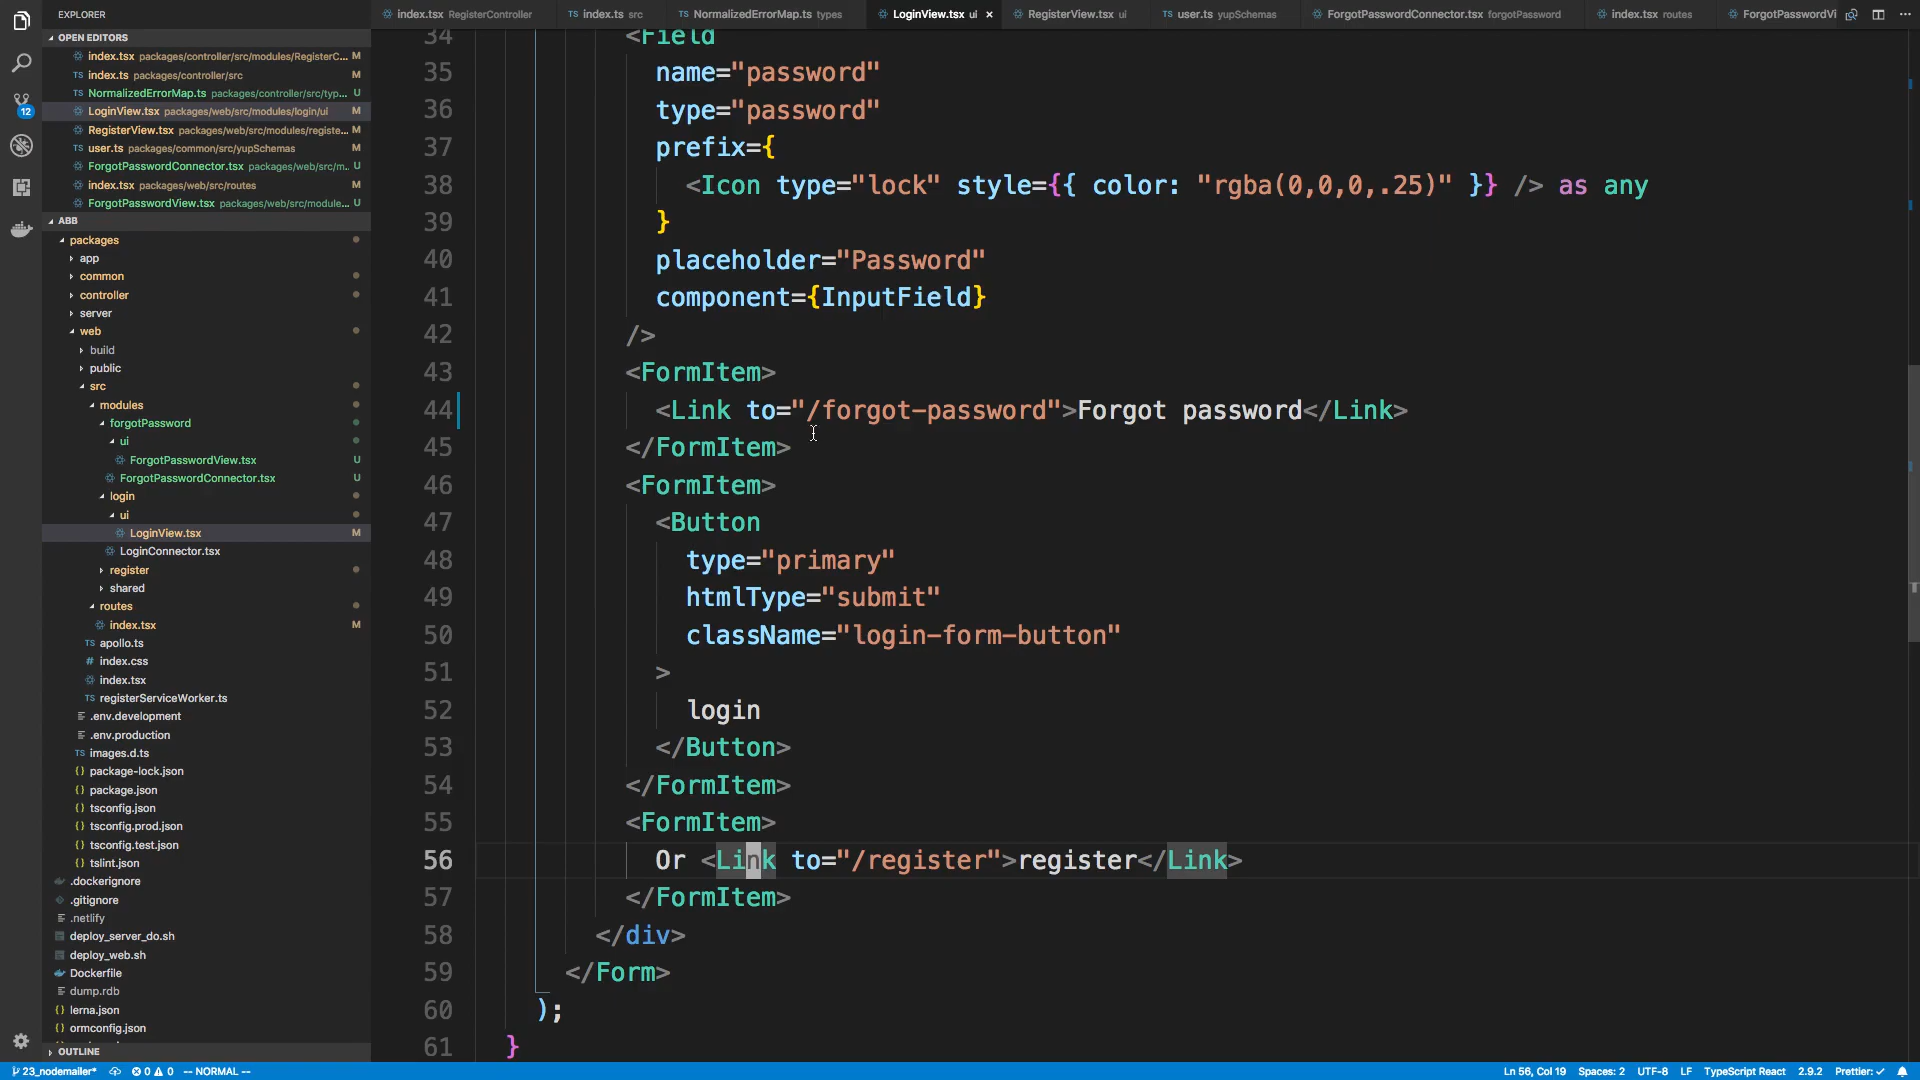 EXPLORER
OPEN EDITORS
index.tsx packages/controller/src/modules/RegisterC... M
index.ts packages/controller/src M
NormalizedErrorMap.ts packages/controller/src/typ... U
LoginView.tsx packages/web/src/modules/login/ui M
RegisterView.tsx packages/web/src/modules/registe... M
user.ts packages/common/src/yupSchemas M
ForgotPasswordConnector.tsx packages/web/src/m... U
index.tsx packages/web/src/routes M
ForgotPasswordView.tsx packages/web/src/module... U
ABB
packages
app
common
controller
server
web
build
public
src
modules
forgotPassword
ui
ForgotPasswordView.tsx U
ForgotPasswordConnector.tsx U
login
ui
LoginView.tsx M
LoginConnector.tsx
register
shared
routes
index.tsx M
TS apollo.ts
# index.css
index.tsx
TS registerServiceWorker.ts
.env.development
.env.production
TS images.d.ts
{} package-lock.json
{} package.json
{} tsconfig.json
{} tsconfig.prod.json
{} tsconfig.test.json
{} tslint.json
.dockerignore
.gitignore
.netlify
deploy_server_do.sh
deploy_web.sh
Dockerfile
dump.rdb
{} lerna.json
{} ormconfig.json
OUTLINE
12
index.tsx RegisterController
TS index.ts src
TS NormalizedErrorMap.ts types
LoginView.tsx ui ×
RegisterView.tsx ui
TS user.ts yupSchemas
ForgotPasswordConnector.tsx forgotPassword
index.tsx routes
ForgotPasswordVi
34 <Field
35 name="password"
36 type="password"
37 prefix={
38 <Icon type="lock" style={{ color: "rgba(0,0,0,.25)" }} /> as any
39 }
40 placeholder="Password"
41 component={InputField}
42 />
43 <FormItem>
44 <Link to="/forgot-password">Forgot password</Link>
45 </FormItem>
46 <FormItem>
47 <Button
48 type="primary"
49 htmlType="submit"
50 className="login-form-button"
51 >
52 login
53 </Button>
54 </FormItem>
55 <FormItem>
56 Or <Link to="/register">register</Link>
57 </FormItem>
58 </div>
59 </Form>
60 );
61 }
23_nodemailer* 0 0 -- NORMAL --
Ln 56, Col 19 Spaces: 2 UTF-8 LF TypeScript React 2.9.2 Prettier: ✓